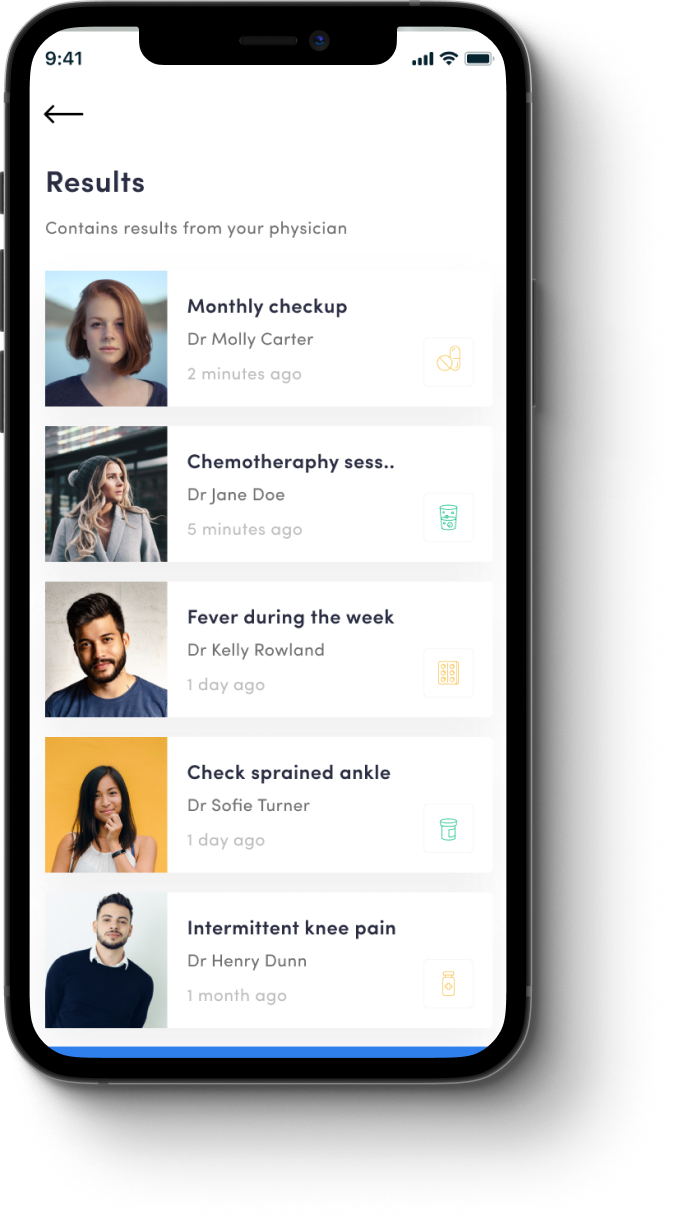 9:41
Results
Contains results from your physician
Monthly checkup
Dr Molly Carter
2 minutes ago
Chemotheraphy sess..
Dr Jane Doe
5 minutes ago
Fever during the week
Dr Kelly Rowland
1 day ago
Check sprained ankle
Dr Sofie Turner
1 day ago
Intermittent knee pain
Dr Henry Dunn
1 month ago